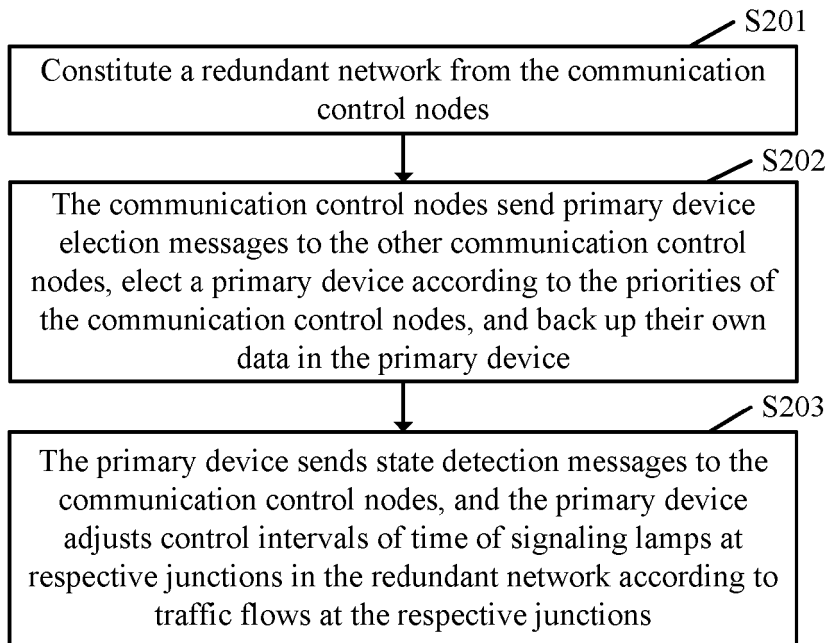 S201
Constitute a redundant network from the communication
control nodes
S202
The communication control nodes send primary device
election messages to the other communication control
nodes, elect a primary device according to the priorities of
the communication control nodes, and back up their own
data in the primary device
S203
The primary device sends state detection messages to the
communication control nodes, and the primary device
adjusts control intervals of time of signaling lamps at
respective junctions in the redundant network according to
traffic flows at the respective junctions